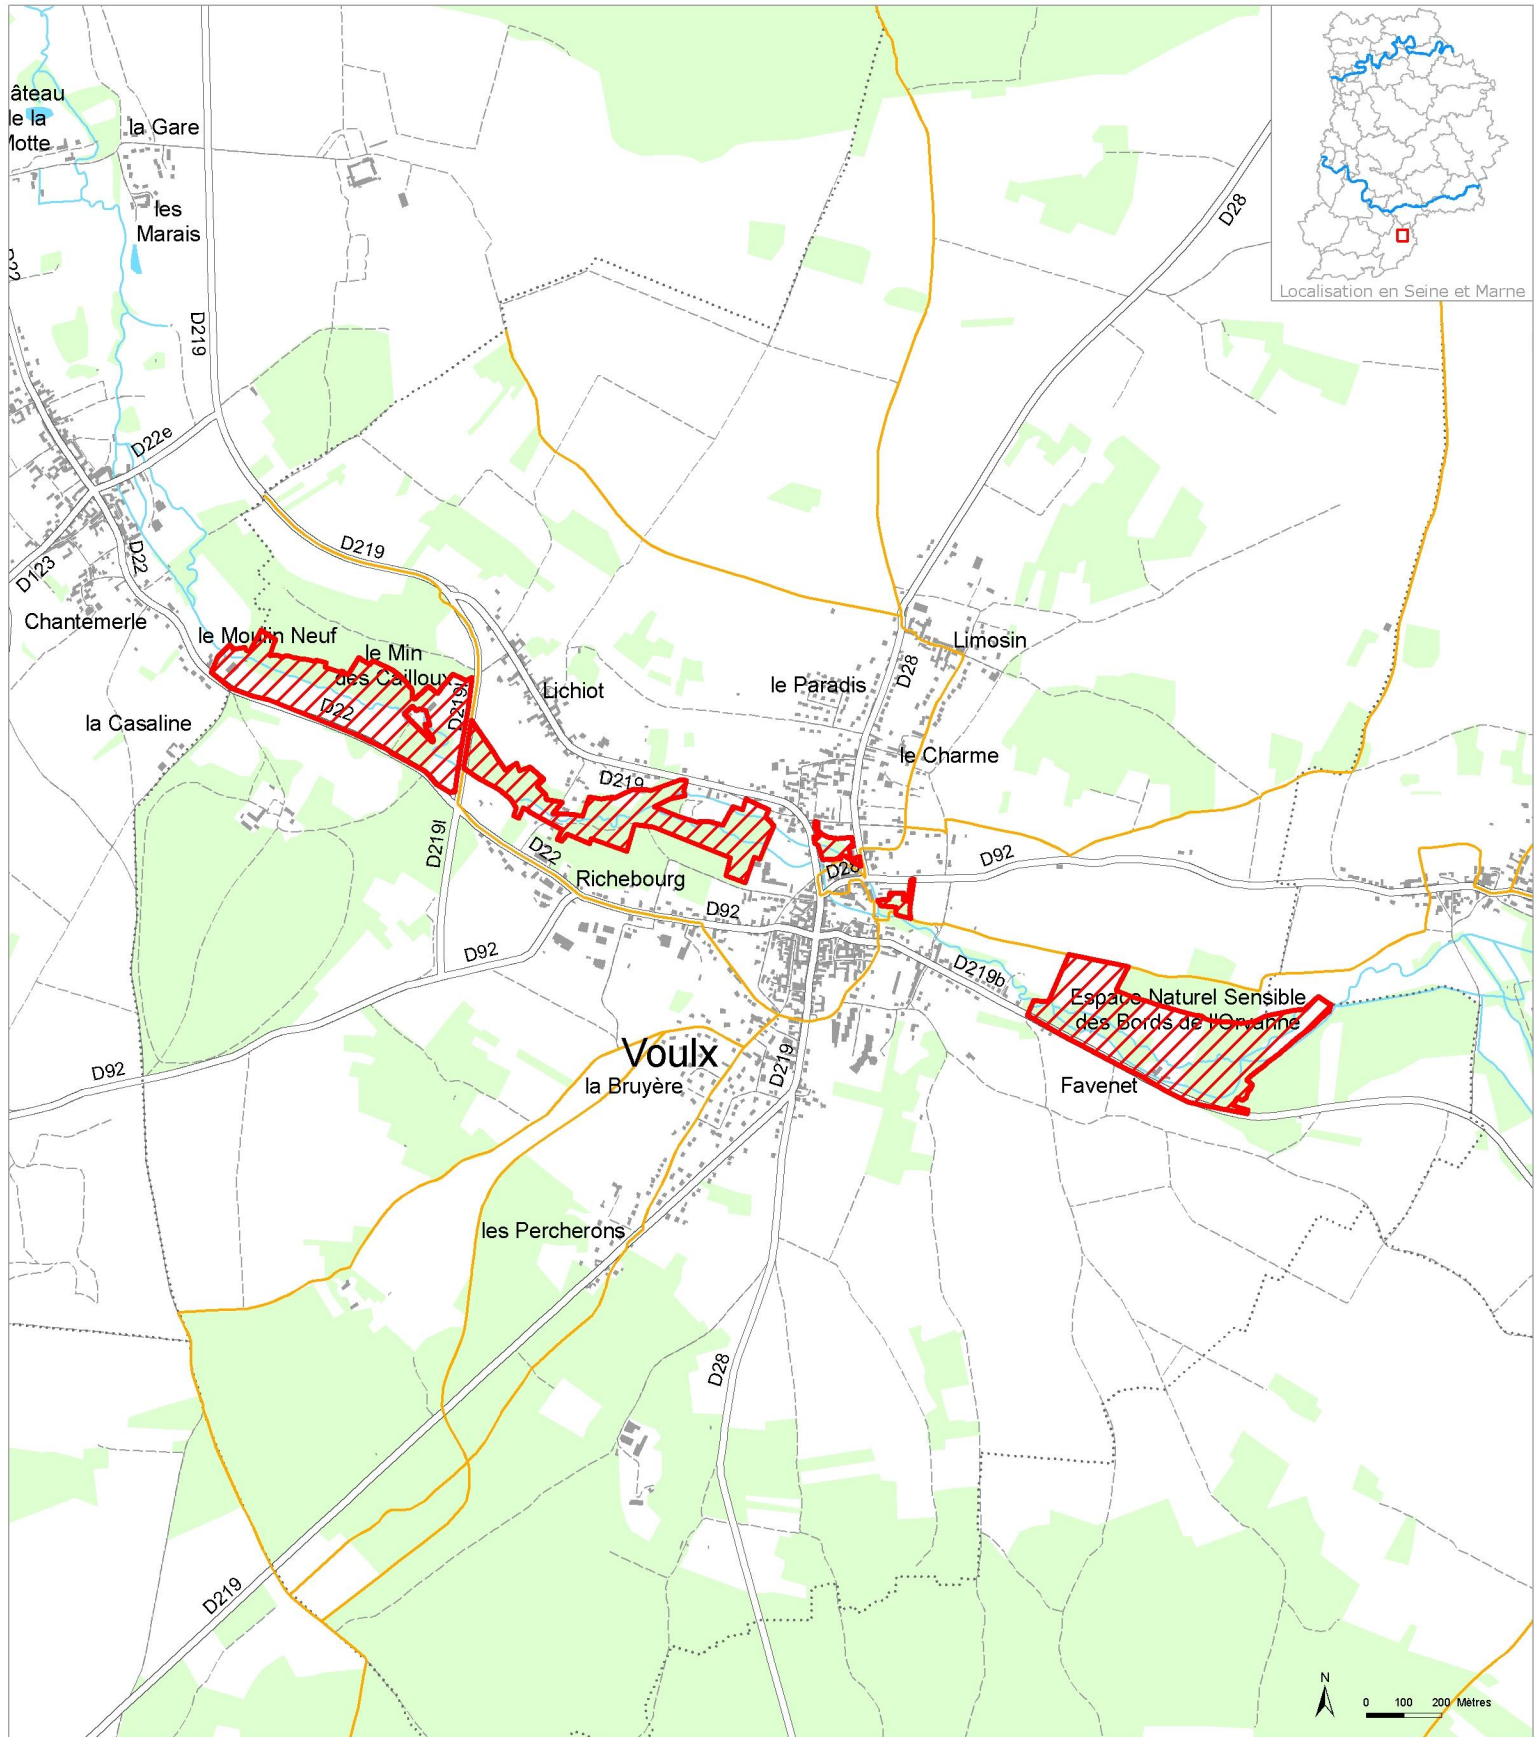 âteau
le la
Motte
la Gare
les
Marais
D28
Localisation en Seine et Marne
D219
D22e
D219
D22
D123
Chantemerle
le Moulin Neuf
le Min
des Cailloux
Limosin
D28
le Paradis
Lichiot
D219l
D22
la Casaline
le Charme
D219
D219l
D22
D92
D28
Richebourg
D92
D92
D219b
Espace Naturel Sensible
des Bords de l'Orvanne
Voulx
D219
D92
la Bruyère
Favenet
les Percherons
D28
D219
N
0 100 200 Mètres